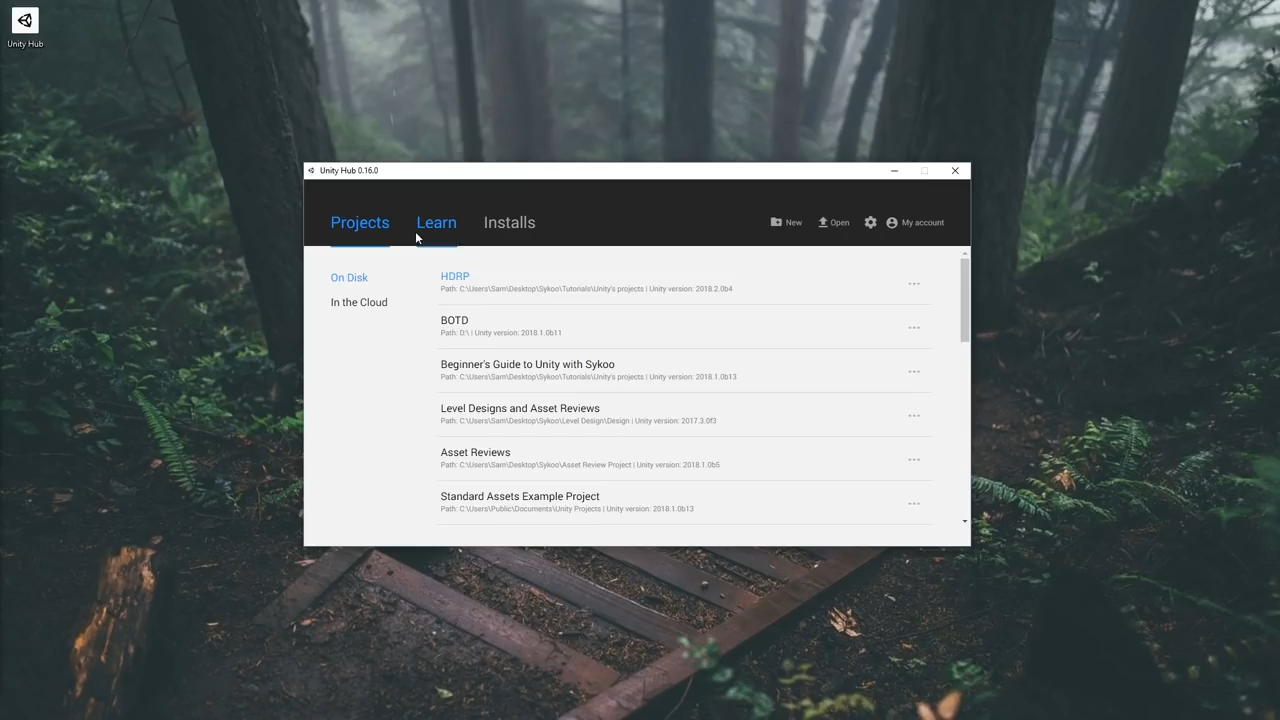 Unity Hub
Unity Hub 0.16.0
Projects Learn Installs New Open My account
On Disk
In the Cloud
HDRP
Path: C:\Users\Sam\Desktop\Sykoo\Tutorials\Unity's projects | Unity version: 2018.2.0b4
BOTD
Path: D:\ | Unity version: 2018.1.0b11
Beginner's Guide to Unity with Sykoo
Path: C:\Users\Sam\Desktop\Sykoo\Tutorials\Unity's projects | Unity version: 2018.1.0b13
Level Designs and Asset Reviews
Path: C:\Users\Sam\Desktop\Sykoo\Level Design\Design | Unity version: 2017.3.0f3
Asset Reviews
Path: C:\Users\Sam\Desktop\Sykoo\Asset Review Project | Unity version: 2018.1.0b5
Standard Assets Example Project
Path: C:\Users\Public\Documents\Unity Projects | Unity version: 2018.1.0b13